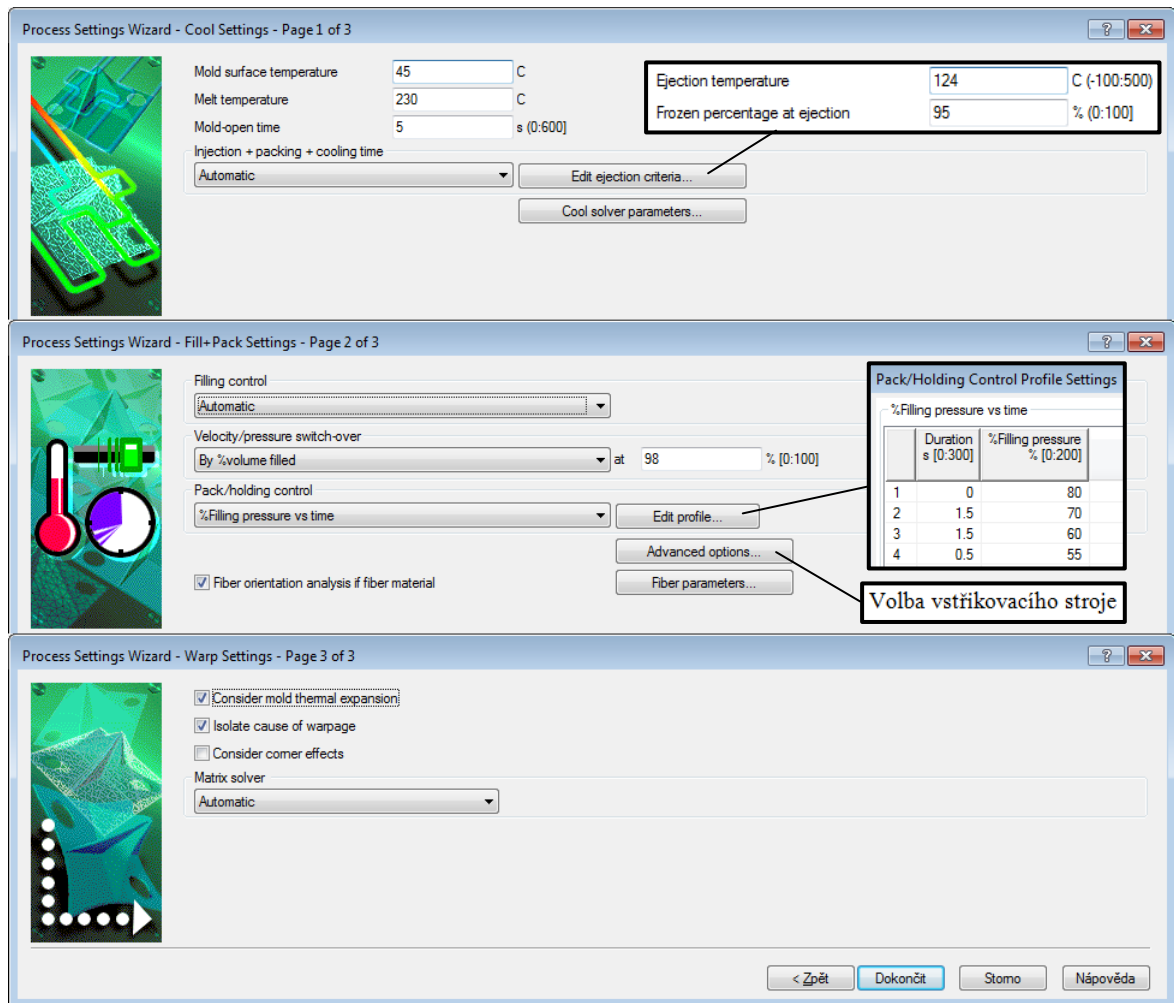 Process Settings Wizard - Cool Settings - Page 1 of 3
Mold surface temperature 45 C
Melt temperature 230 C
Mold-open time 5 s (0:600]
Ejection temperature 124 C (-100:500)
Frozen percentage at ejection 95 % (0:100]
Injection + packing + cooling time
Automatic Edit ejection criteria...
Cool solver parameters...
Process Settings Wizard - Fill+Pack Settings - Page 2 of 3
Filling control
Automatic
Velocity/pressure switch-over
By %volume filled at 98 % [0:100]
Pack/holding control
%Filling pressure vs time Edit profile...
Advanced options...
Fiber orientation analysis if fiber material Fiber parameters...
Pack/Holding Control Profile Settings
%Filling pressure vs time
Duration %Filling pressure
s [0:300] % [0:200]
1 0 80
2 1.5 70
3 1.5 60
4 0.5 55
Volba vstřikovacího stroje
Process Settings Wizard - Warp Settings - Page 3 of 3
Consider mold thermal expansion
Isolate cause of warpage
Consider corner effects
Matrix solver
Automatic
< Zpět Dokončit Storno Nápověda